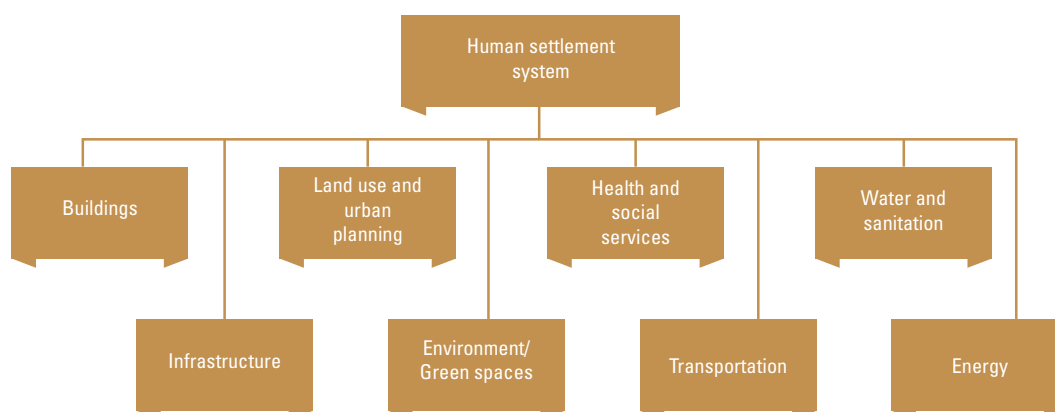 Human settlement
system
Buildings
Land use and
urban
planning
Health and
social
services
Water and
sanitation
Infrastructure
Environment/
Green spaces
Transportation
Energy